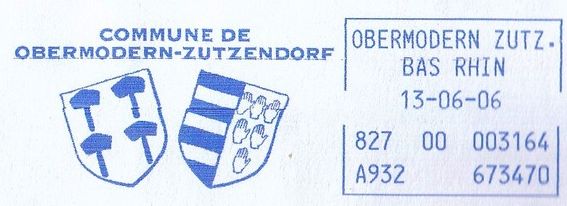 COMMUNE DE
OBERMODERN-ZUTZENDORF
OBERMODERN ZUTZ.
BAS RHIN
13-06-06
827 00 003164
A932 673470